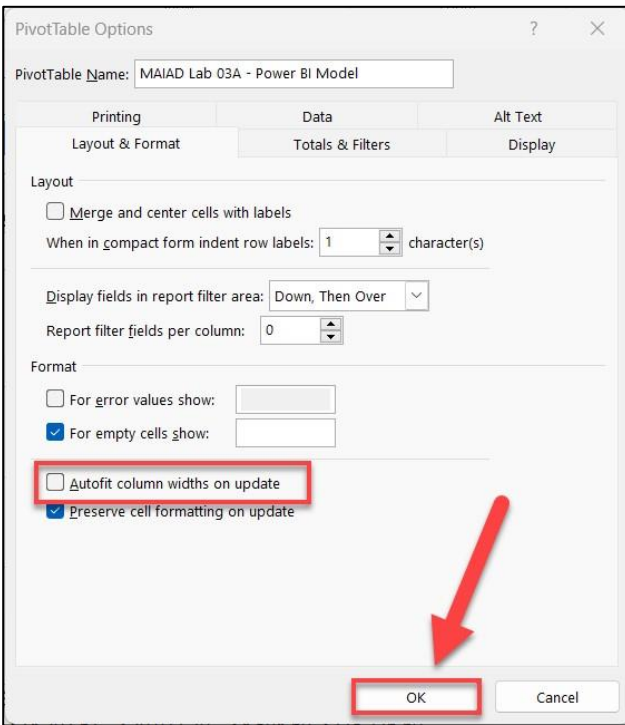 PivotTable Options ?
PivotTable Name: MAIAD Lab 03A - Power BI Model
Printing Data Alt Text
Layout & Format Totals & Filters Display
Layout
Merge and center cells with labels
When in compact form indent row labels: 1 character(s)
Display fields in report filter area: Down, Then Over
Report filter fields per column: 0
Format
For error values show:
For empty cells show:
Autofit column widths on update
Preserve cell formatting on update
OK Cancel